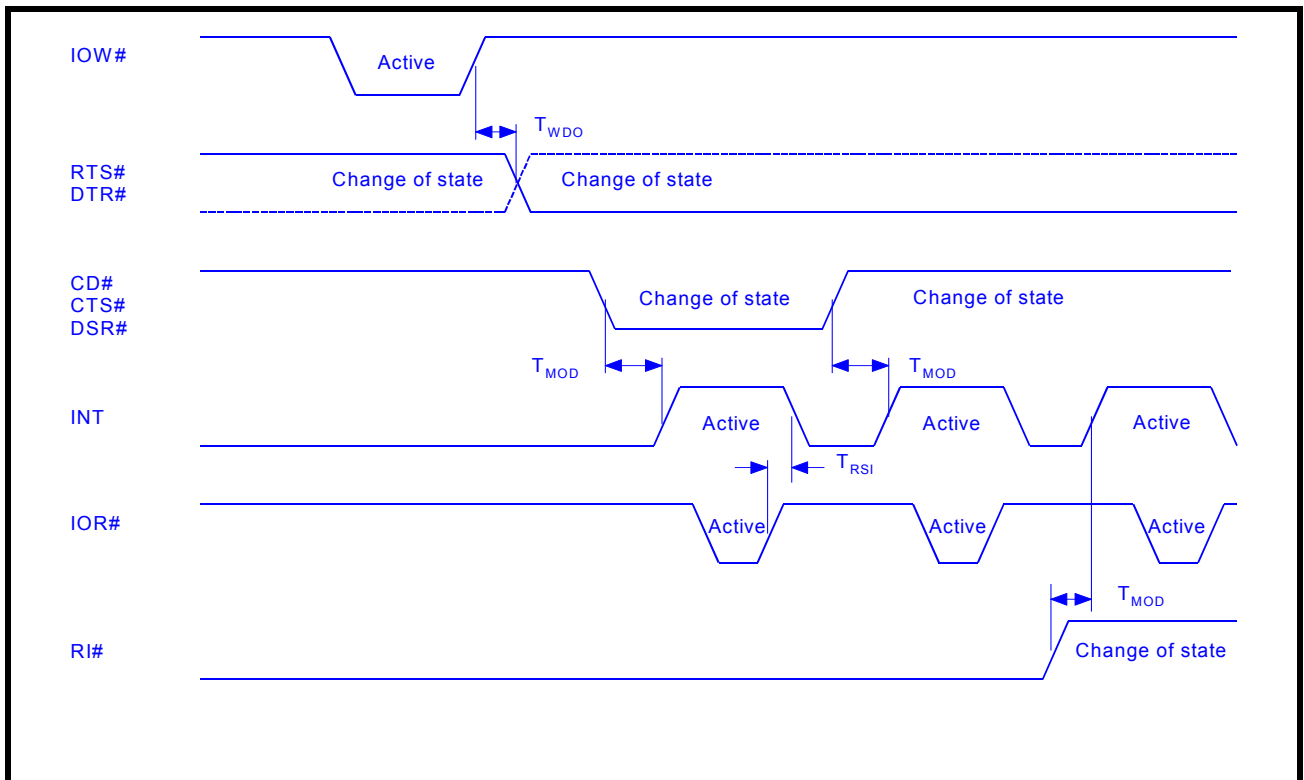 IOW#
Active
TWDO
RTS#
DTR#
Change of state
Change of state
CD#
CTS#
DSR#
Change of state
Change of state
TMOD
TMOD
INT
Active
Active
Active
TRSI
IOR#
Active
Active
Active
TMOD
RI#
Change of state